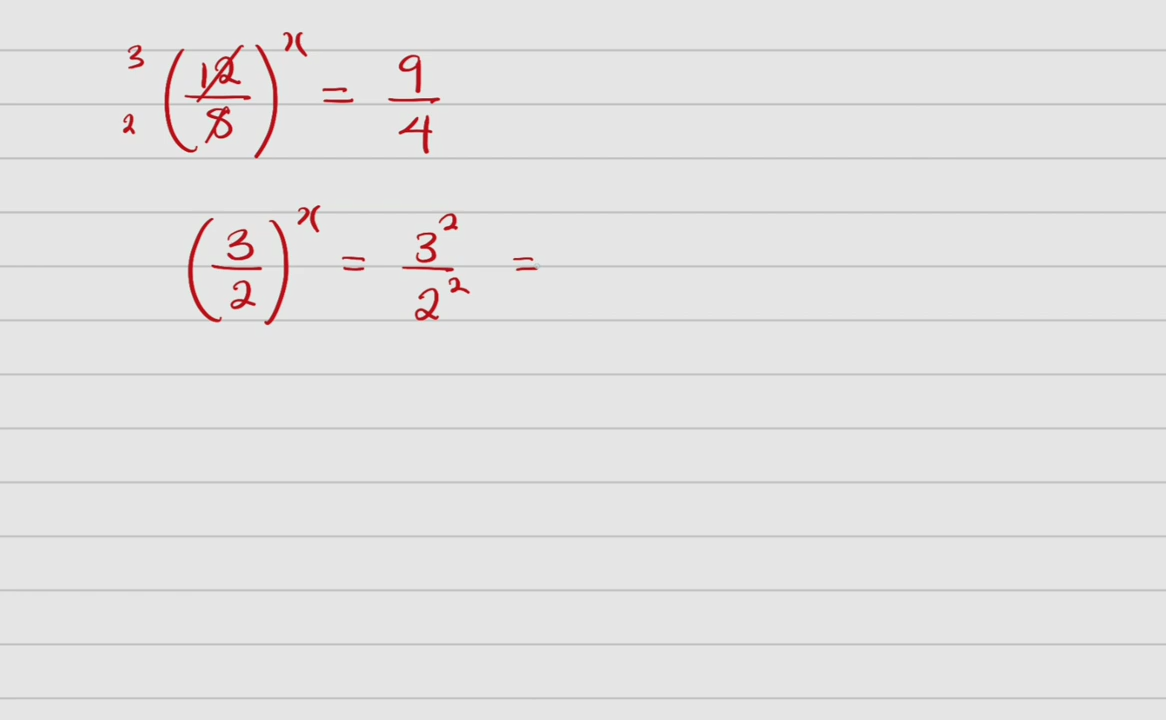 3 2 (12/8)^x = 9/4
(3/2)^x = 3^2/2^2 =